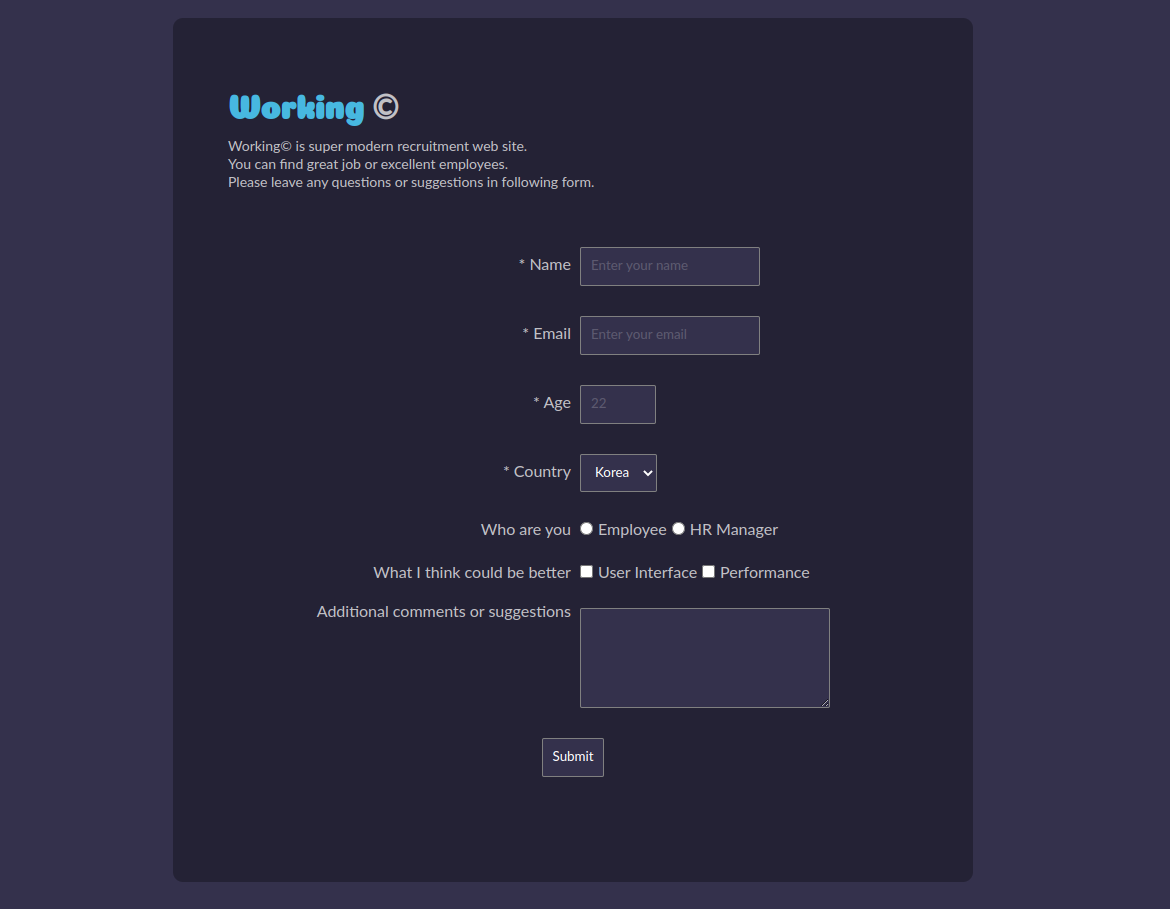 Working ©
Working© is super modern recruitment web site.
You can find great job or excellent employees.
Please leave any questions or suggestions in following form.
* Name Enter your name
* Email Enter your email
* Age 22
* Country Korea
Who are you Employee HR Manager
What I think could be better User Interface Performance
Additional comments or suggestions
Submit